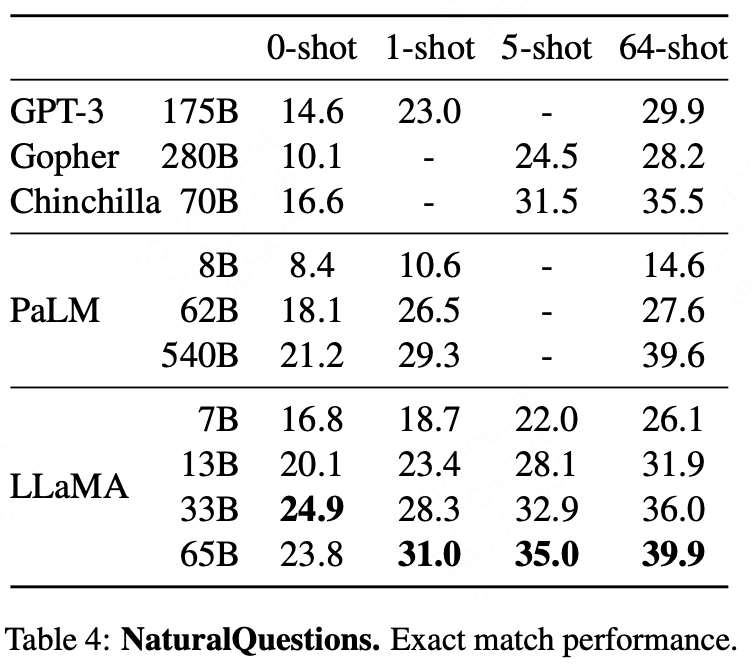 0-shot 1-shot 5-shot 64-shot
GPT-3 175B 14.6 23.0 - 29.9
Gopher 280B 10.1 - 24.5 28.2
Chinchilla 70B 16.6 - 31.5 35.5
8B 8.4 10.6 - 14.6
PaLM 62B 18.1 26.5 - 27.6
540B 21.2 29.3 - 39.6
7B 16.8 18.7 22.0 26.1
LLaMA 13B 20.1 23.4 28.1 31.9
33B 24.9 28.3 32.9 36.0
65B 23.8 31.0 35.0 39.9
Table 4: NaturalQuestions. Exact match performance.